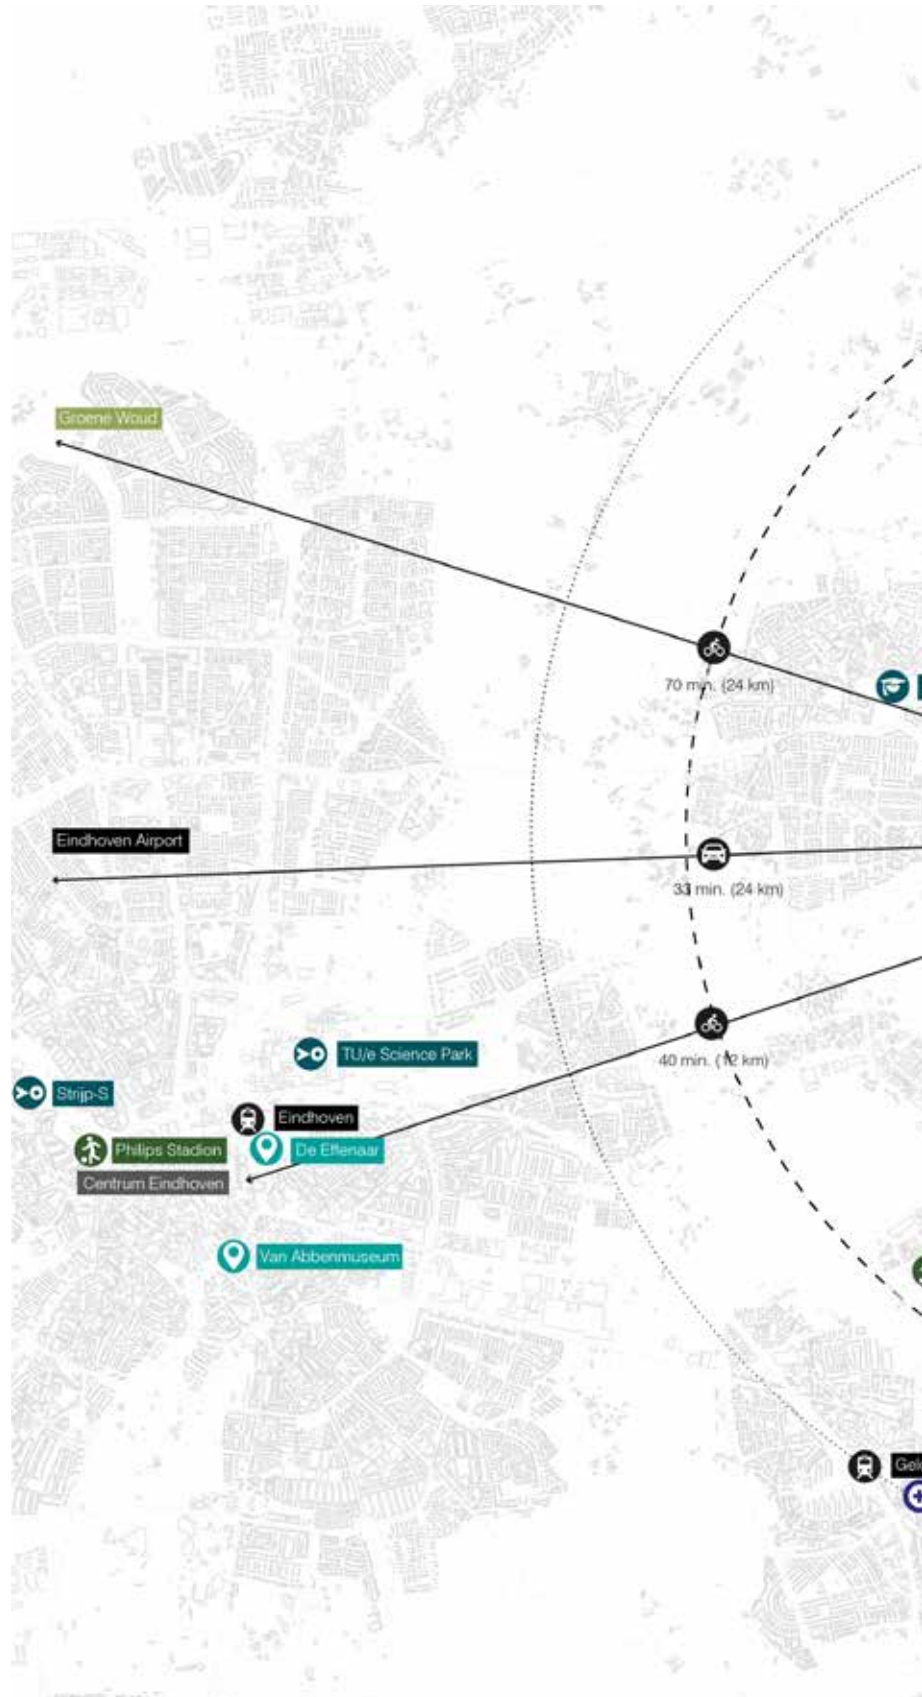 Groene Woud
70 min. (24 km)
Eindhoven Airport
33 min. (24 km)
TU/e Science Park
40 min. (12 km)
Strijp-S
Eindhoven
Philips Stadion
De Effenaar
Centrum Eindhoven
Van Abbenmuseum